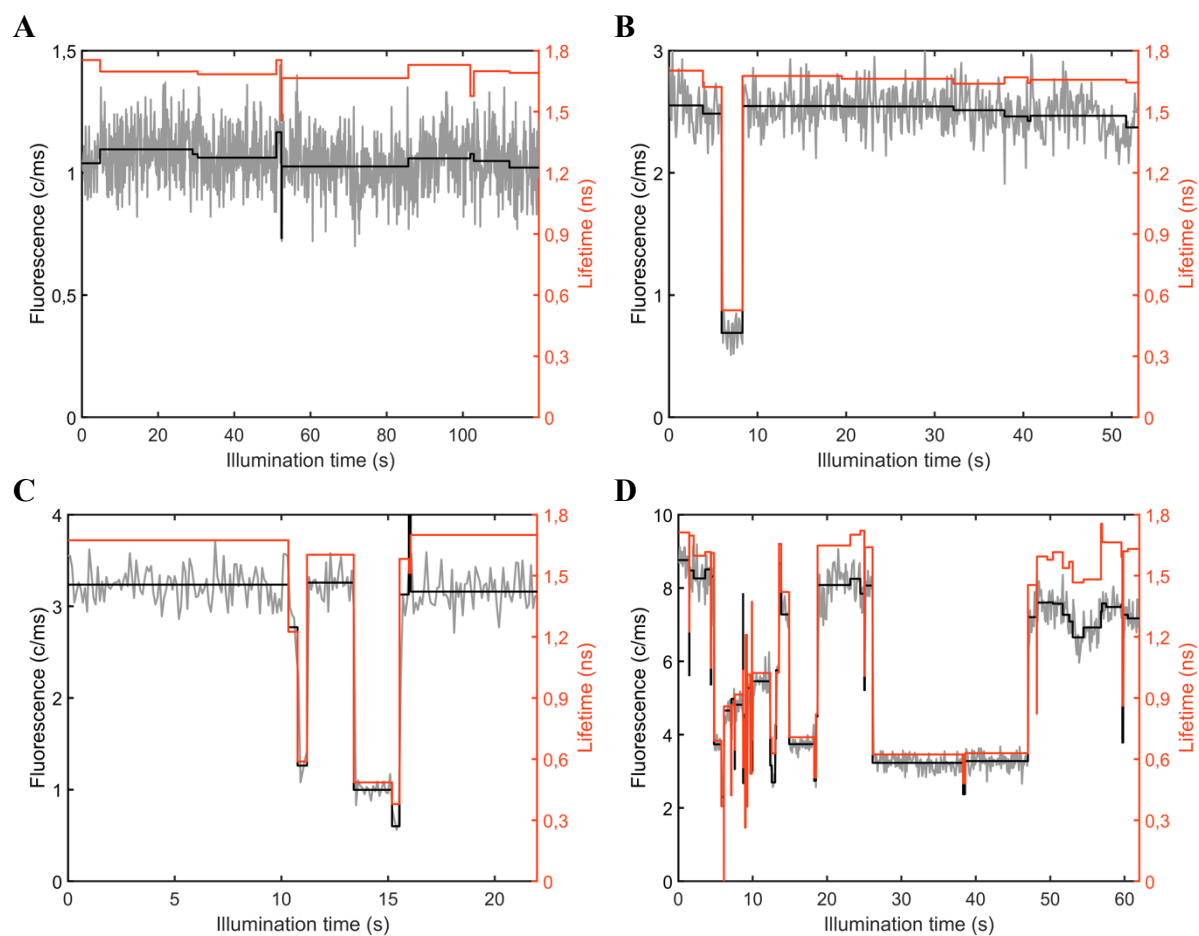 A
B
1,5
1
0,5
0
Fluorescence (c/ms)
0 20 40 60 80 100
Illumination time (s)
1,8
1,5
1,2
0,9
0,6
0,3
0
Lifetime (ns)
3
2
1
0
Fluorescence (c/ms)
0 10 20 30 40 50
Illumination time (s)
1,8
1,5
1,2
0,9
0,6
0,3
0
Lifetime (ns)
C
D
4
3
2
1
0
Fluorescence (c/ms)
0 5 10 15 20
Illumination time (s)
1,8
1,5
1,2
0,9
0,6
0,3
0
Lifetime (ns)
10
8
6
4
2
0
Fluorescence (c/ms)
0 10 20 30 40 50 60
Illumination time (s)
1,8
1,5
1,2
0,9
0,6
0,3
0
Lifetime (ns)